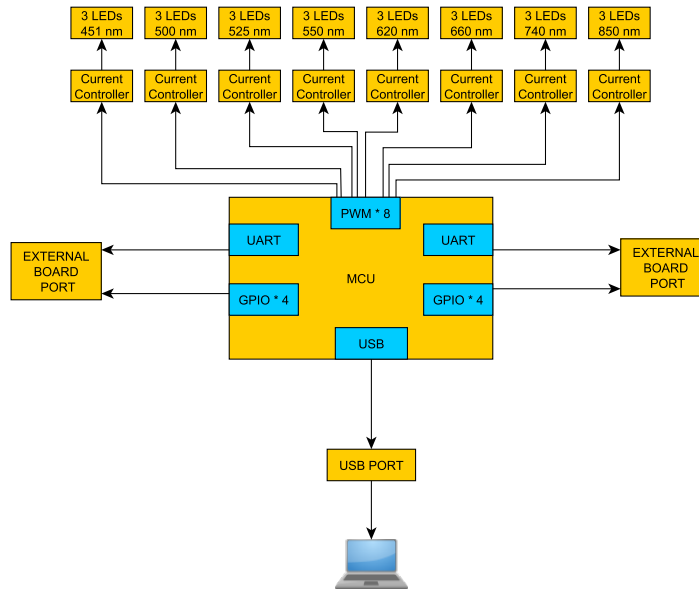 3 LEDs
451 nm
3 LEDs
500 nm
3 LEDs
525 nm
3 LEDs
550 nm
3 LEDs
620 nm
3 LEDs
660 nm
3 LEDs
740 nm
3 LEDs
850 nm
Current
Controller
Current
Controller
Current
Controller
Current
Controller
Current
Controller
Current
Controller
Current
Controller
Current
Controller
PWM * 8
UART
UART
EXTERNAL
BOARD
PORT
MCU
EXTERNAL
BOARD
PORT
GPIO * 4
GPIO * 4
USB
USB PORT